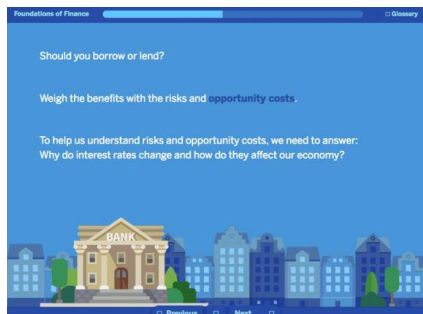 Foundations of Finance
Glossary
Should you borrow or lend?
Weigh the benefits with the risks and opportunity costs.
To help us understand risks and opportunity costs, we need to answer:
Why do interest rates change and how do they affect our economy?
BANK
Previous Next